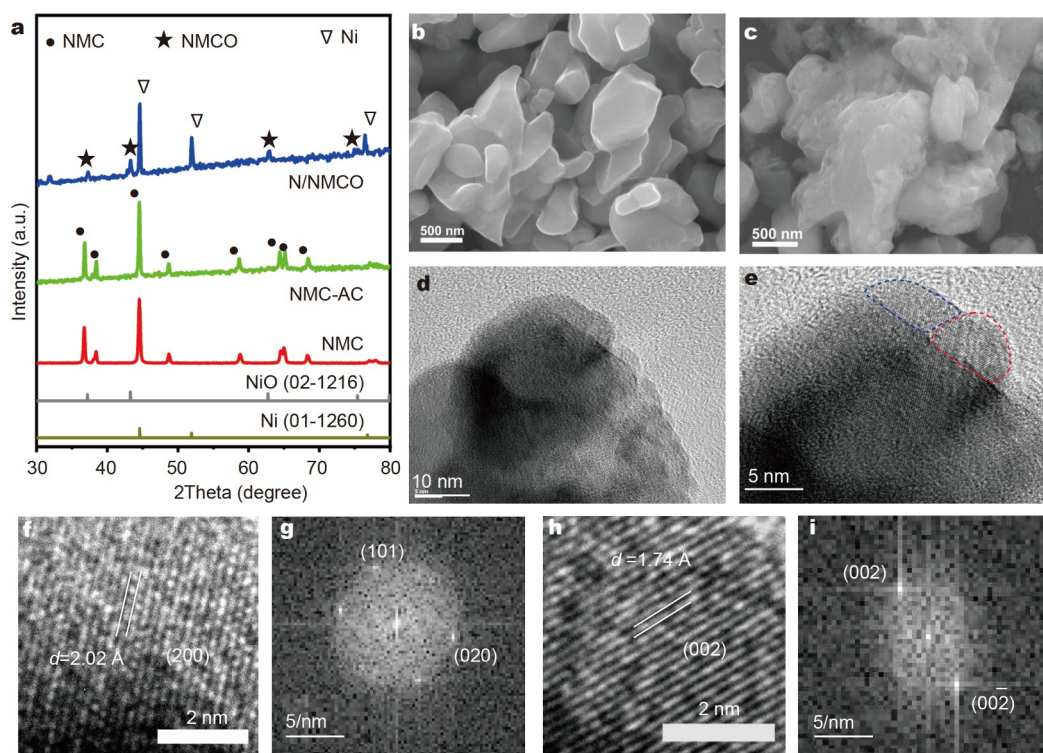 a
NMC
NMCO
Ni
N/NMCO
NMC-AC
NMC
NiO (02-1216)
Ni (01-1260)
Intensity (a.u.)
30 40 50 60 70 80
2Theta (degree)
b
500 nm
c
500 nm
d
10 nm
5 nm
e
5 nm
f
d=2.02 Å
(200)
2 nm
g
(101)
(020)
5/nm
h
d=1.74 Å
(002)
2 nm
i
(002)
(002̅)
5/nm